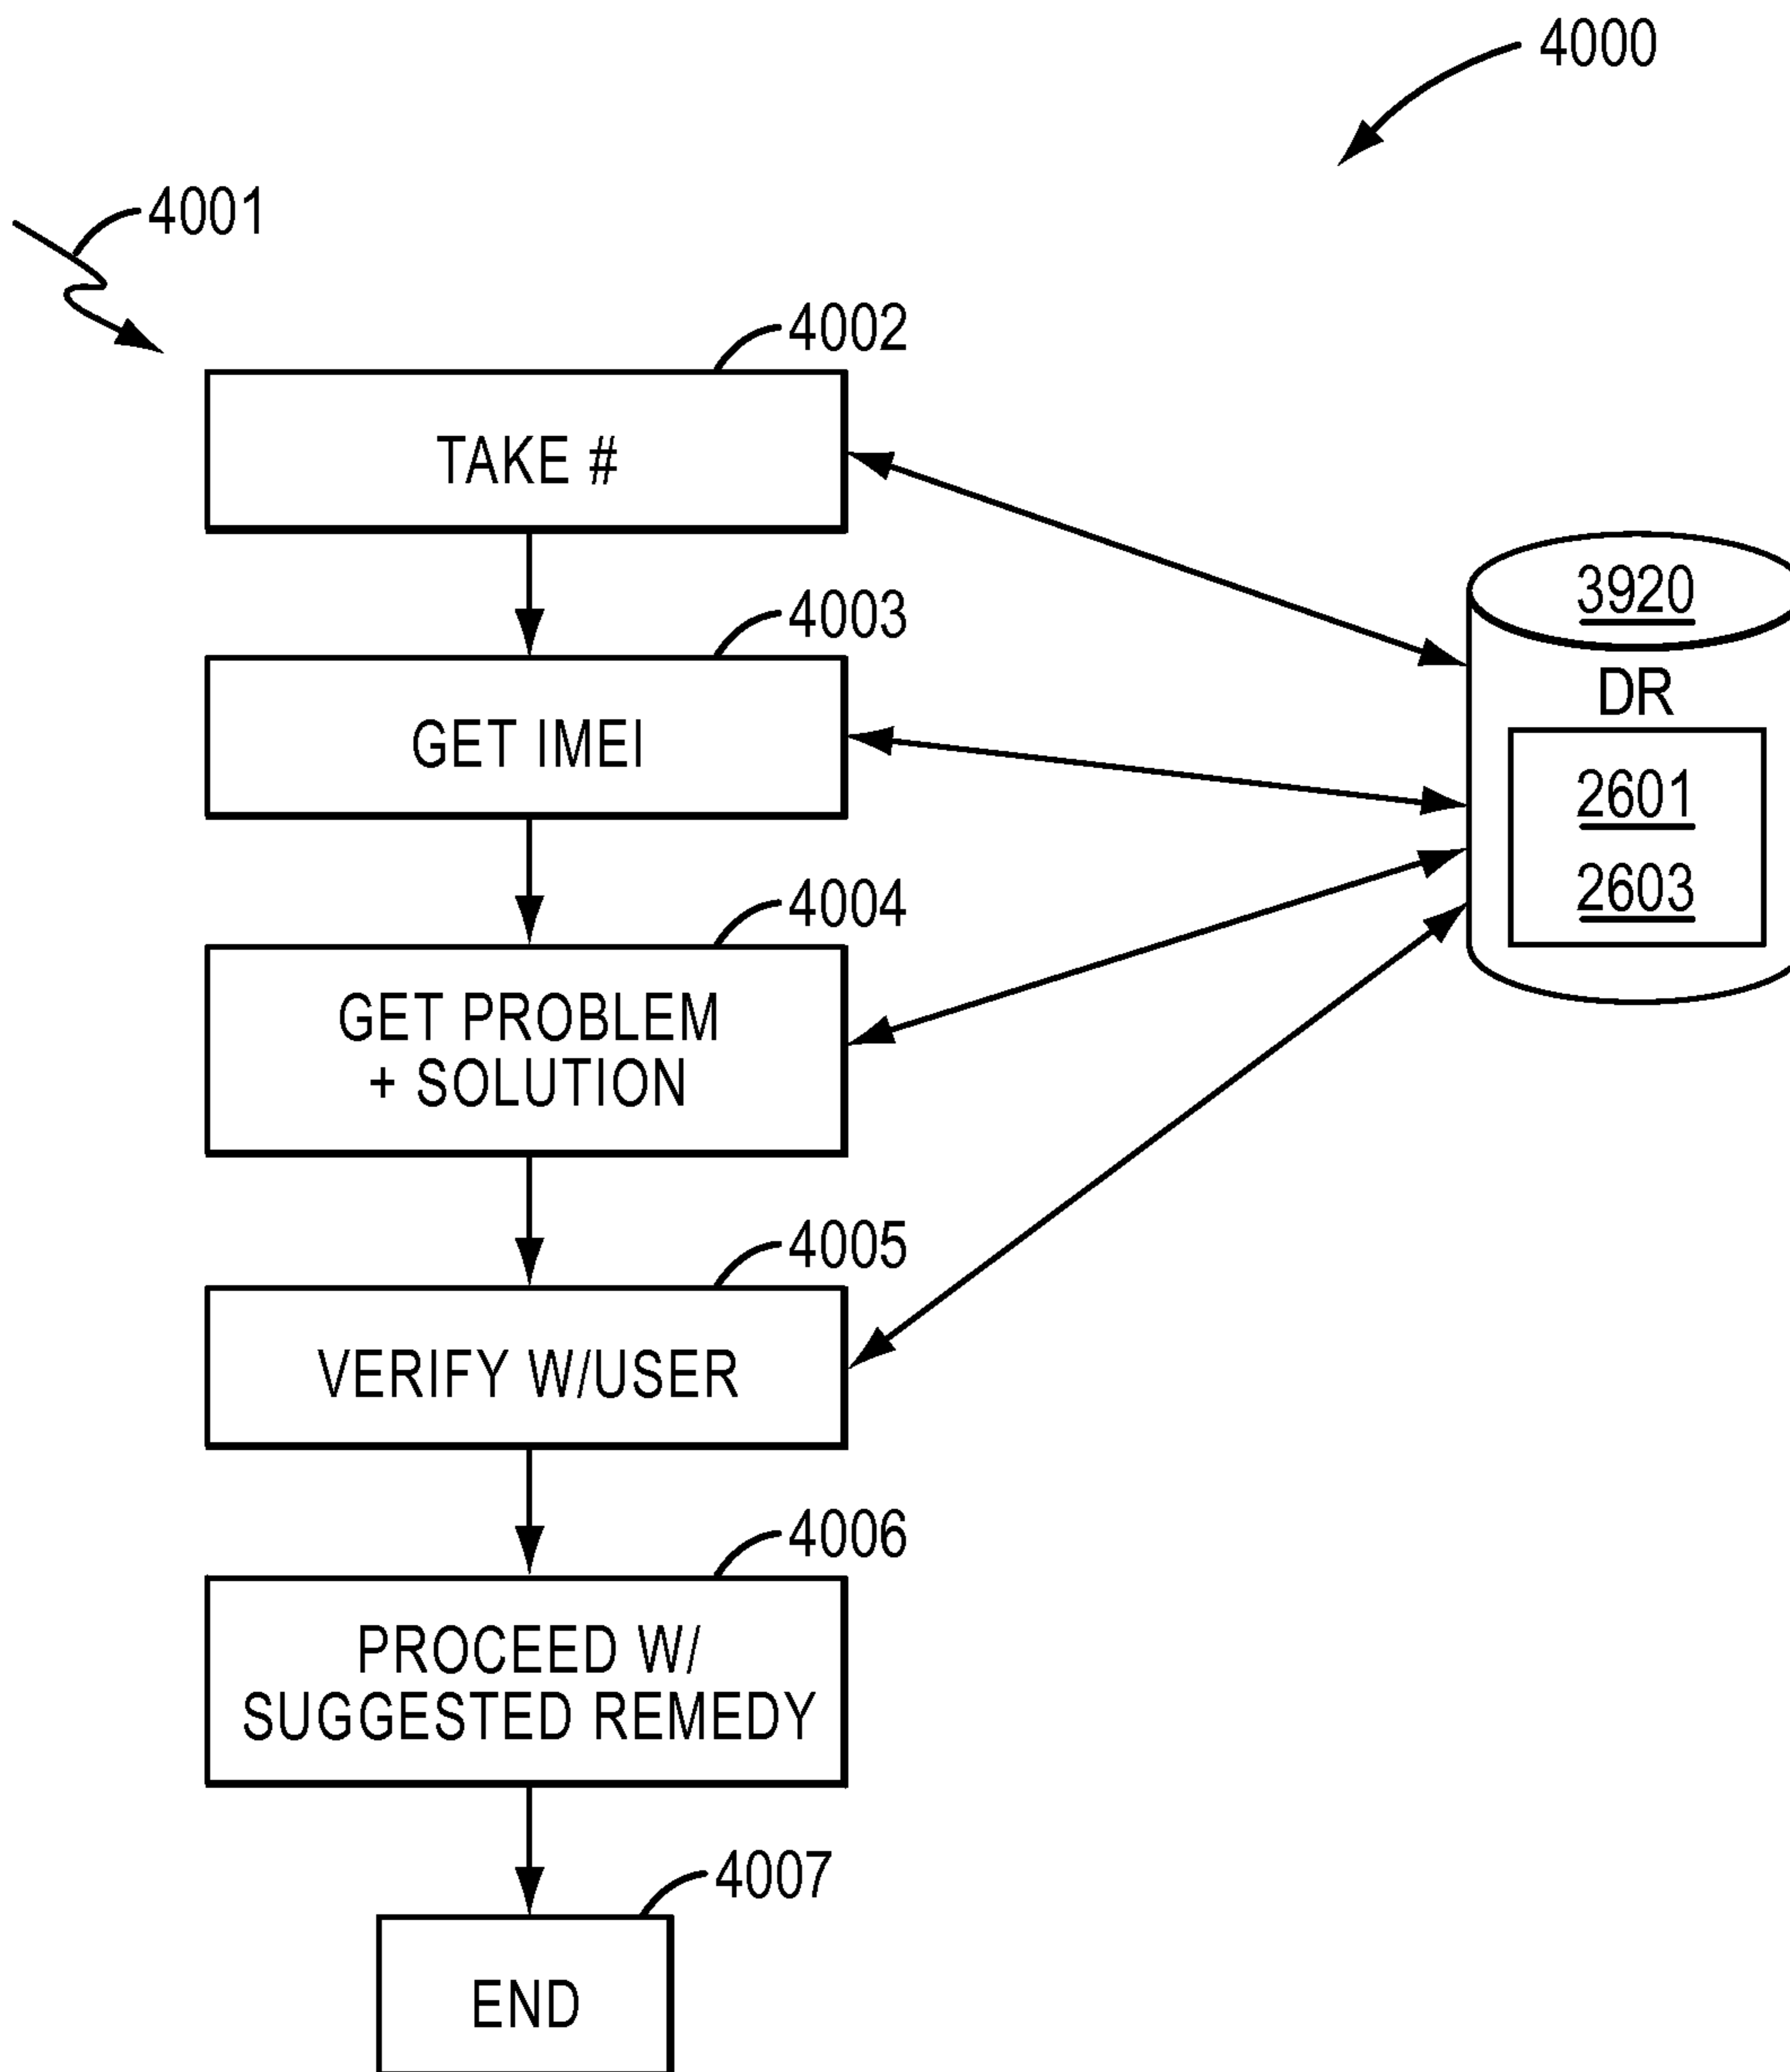 4000
4001
4002
TAKE #
4003
GET IMEI
4004
GET PROBLEM
+ SOLUTION
4005
VERIFY W/USER
4006
PROCEED W/
SUGGESTED REMEDY
4007
END
3920
DR
2601
2603